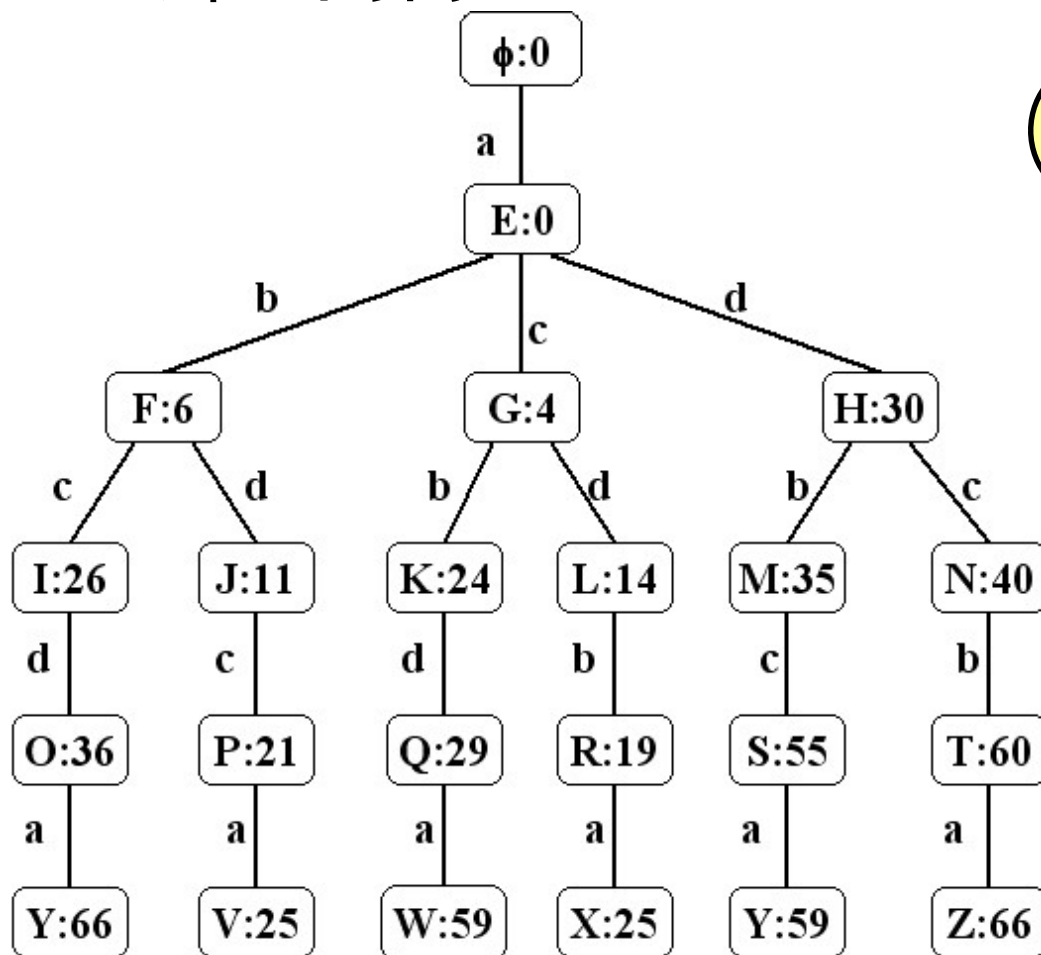 ϕ:0
a
E:0
b c d
F:6 G:4 H:30
c d b d b c
I:26 J:11 K:24 L:14 M:35 N:40
d c d b c b
O:36 P:21 Q:29 R:19 S:55 T:60
a a a a a a
Y:66 V:25 W:59 X:25 Y:59 Z:66